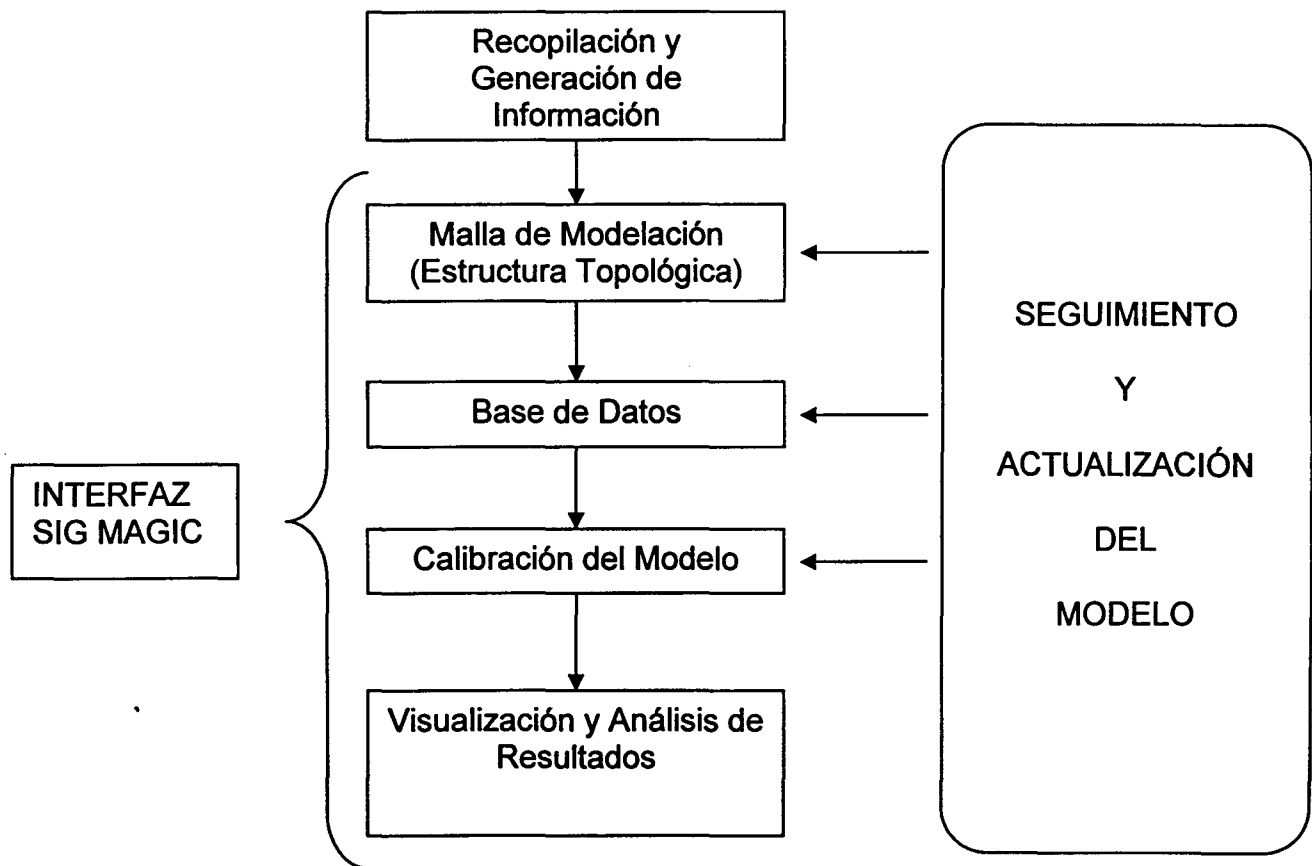 Recopilación y
Generación de
Información
Malla de Modelación
(Estructura Topológica)
Base de Datos
Calibración del Modelo
Visualización y Análisis de
Resultados
INTERFAZ
SIG MAGIC
SEGUIMIENTO
Y
ACTUALIZACIÓN
DEL
MODELO